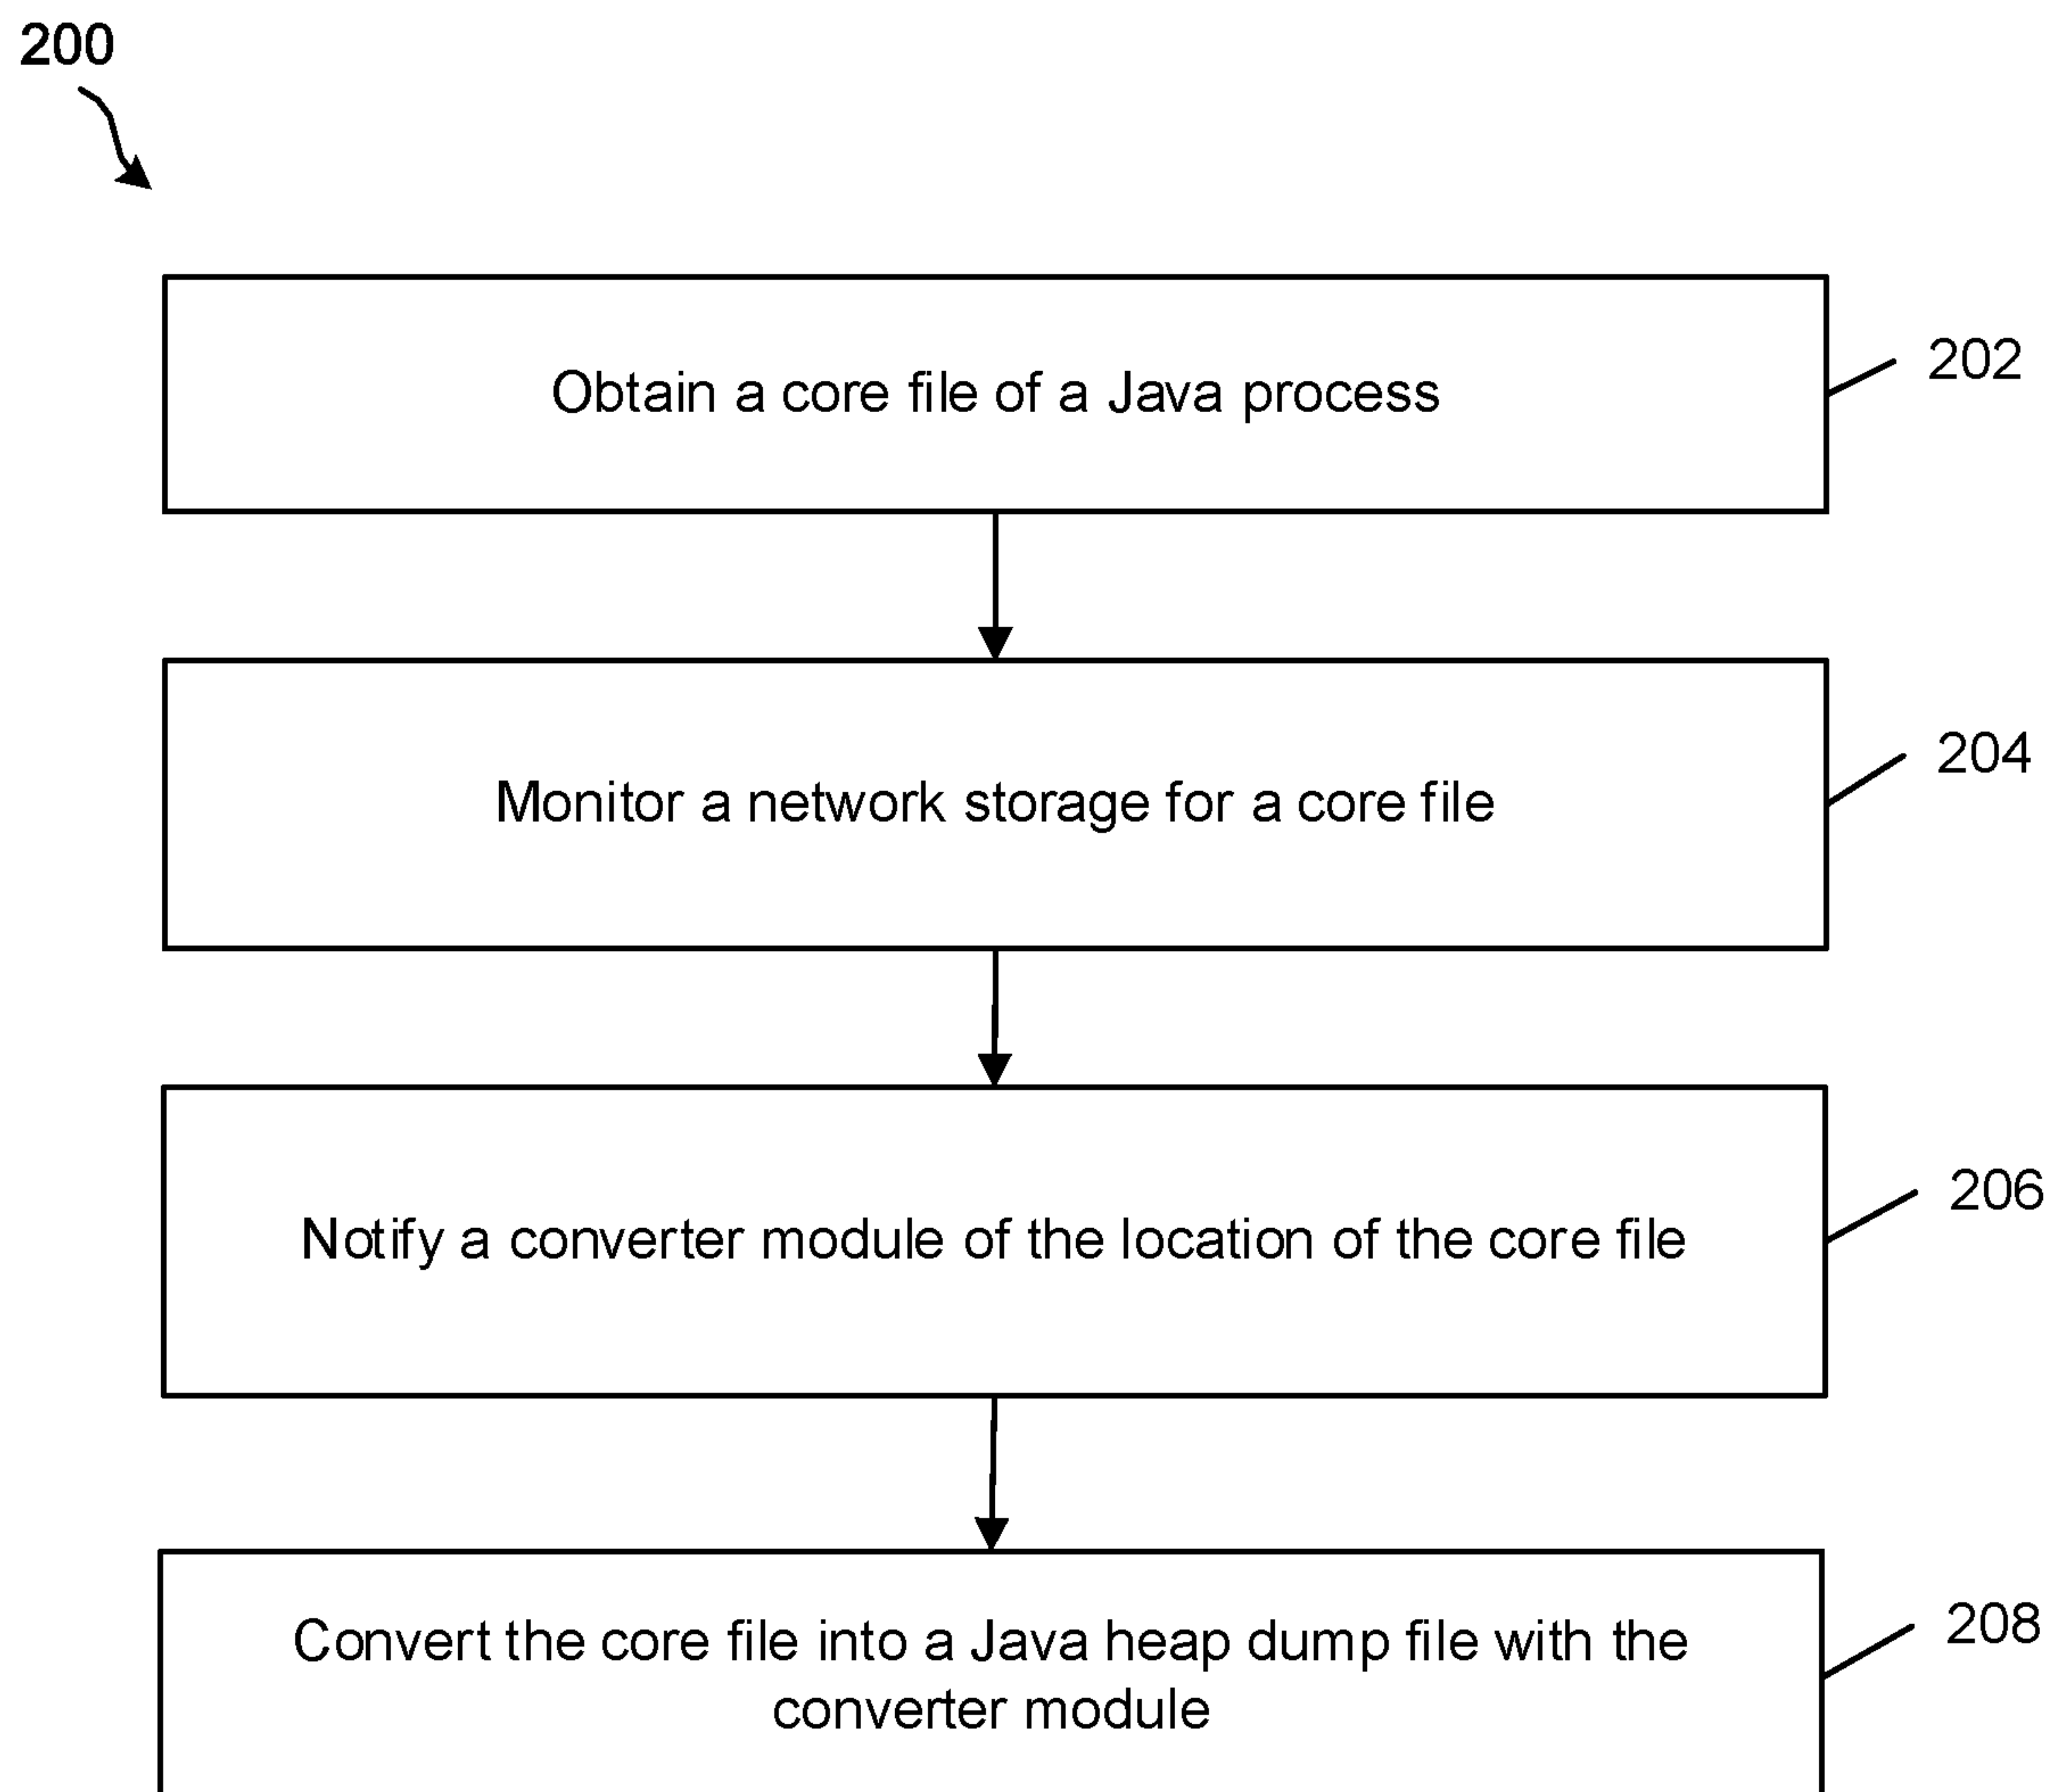 200
Obtain a core file of a Java process
202
Monitor a network storage for a core file
204
Notify a converter module of the location of the core file
206
Convert the core file into a Java heap dump file with the
converter module
208